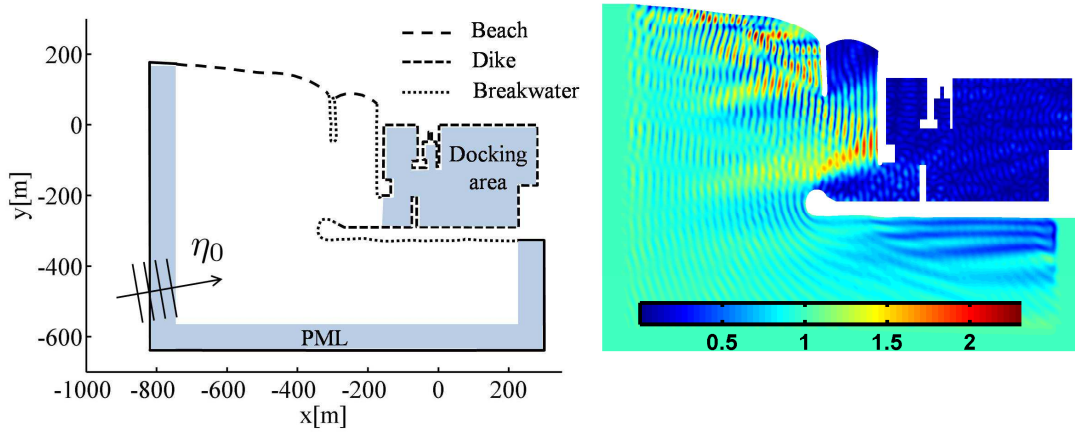 Beach
Dike
Breakwater
200
0
-200
-400
-600
y[m]
Docking
area
η0
PML
-1000 -800 -600 -400 -200 0 200
x[m]
0.5 1 1.5 2